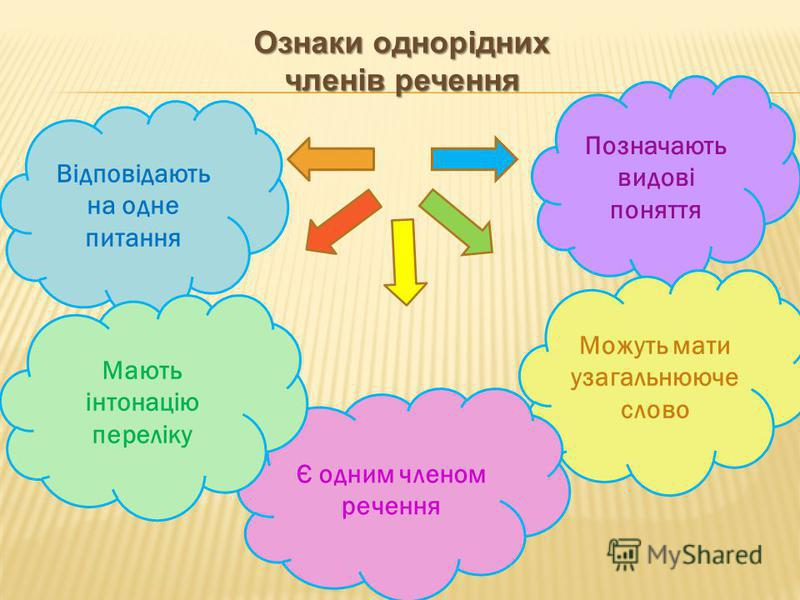 Ознаки однорідних
членів речення
Відповідають
на одне
питання
Позначають
видові
поняття
Мають
інтонацію
переліку
Можуть мати
узагальнююче
слово
Є одним членом
речення
MyShared